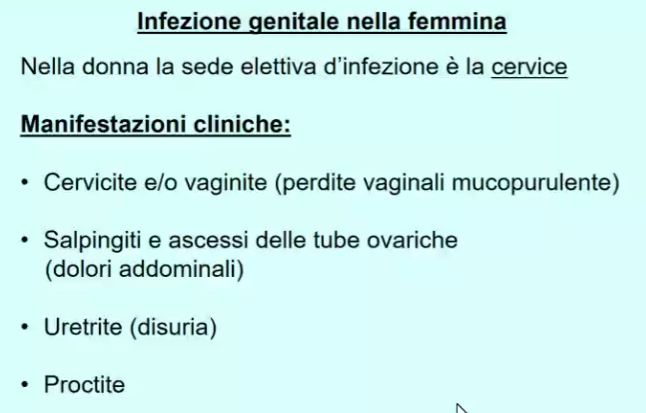 Infezione genitale nella femmina
Nella donna la sede elettiva d'infezione è la cervice
Manifestazioni cliniche:
• Cervicite e/o vaginite (perdite vaginali mucopurulente)
• Salpingiti e ascessi delle tube ovariche
(dolori addominali)
• Uretrite (disuria)
• Proctite